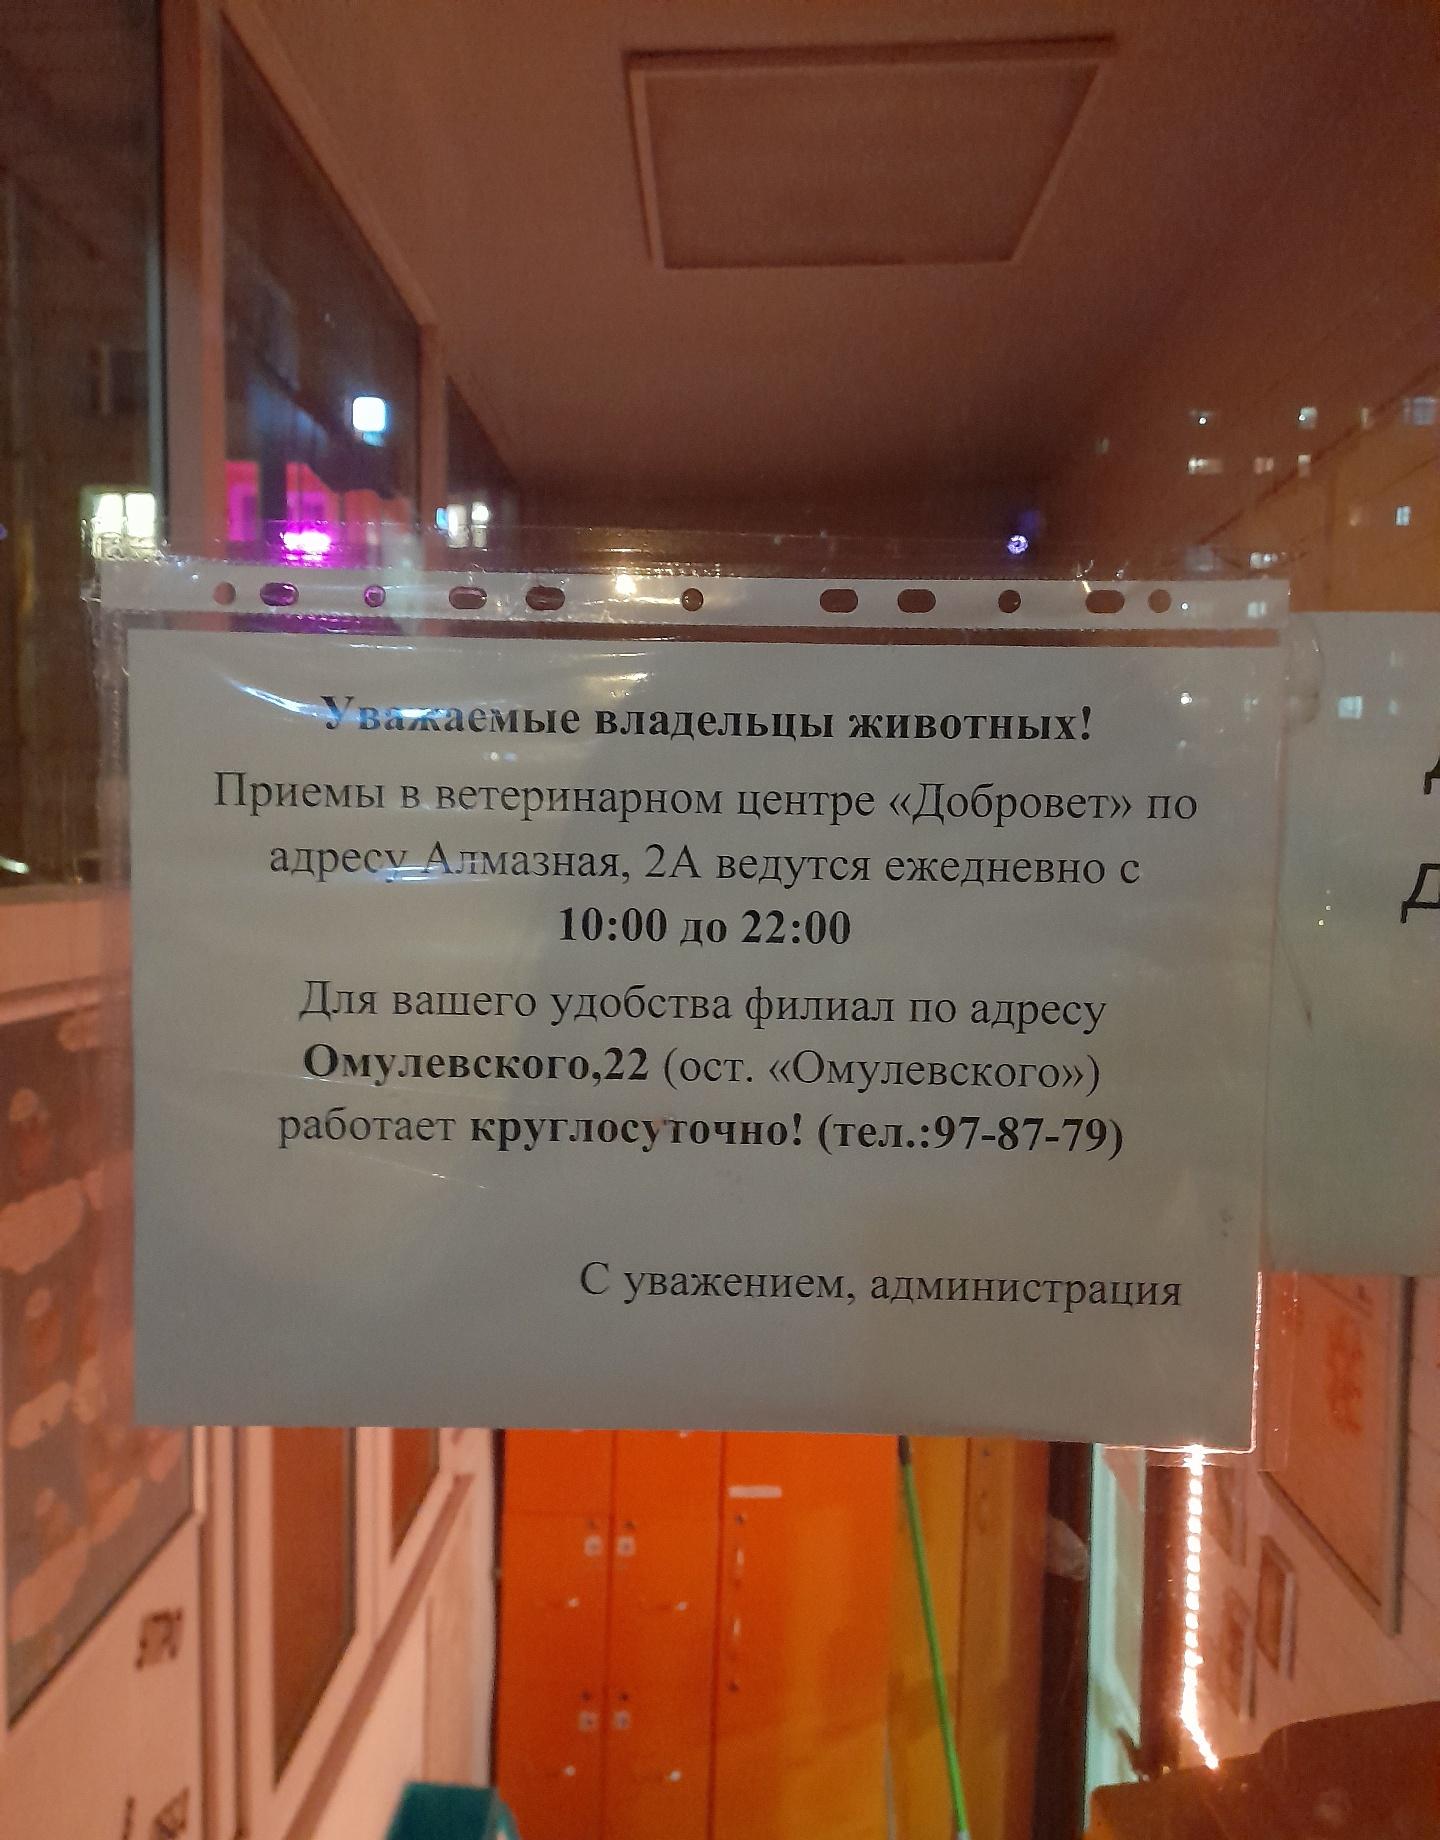 Уважаемые владельцы животных!
Приемы в ветеринарном центре «Добровет» по
адресу Алмазная, 2А ведутся ежедневно с
10:00 до 22:00
Для вашего удобства филиал по адресу
Омулевского,22 (ост. «Омулевского»)
работает круглосуточно! (тел.:97-87-79)
С уважением, администрация